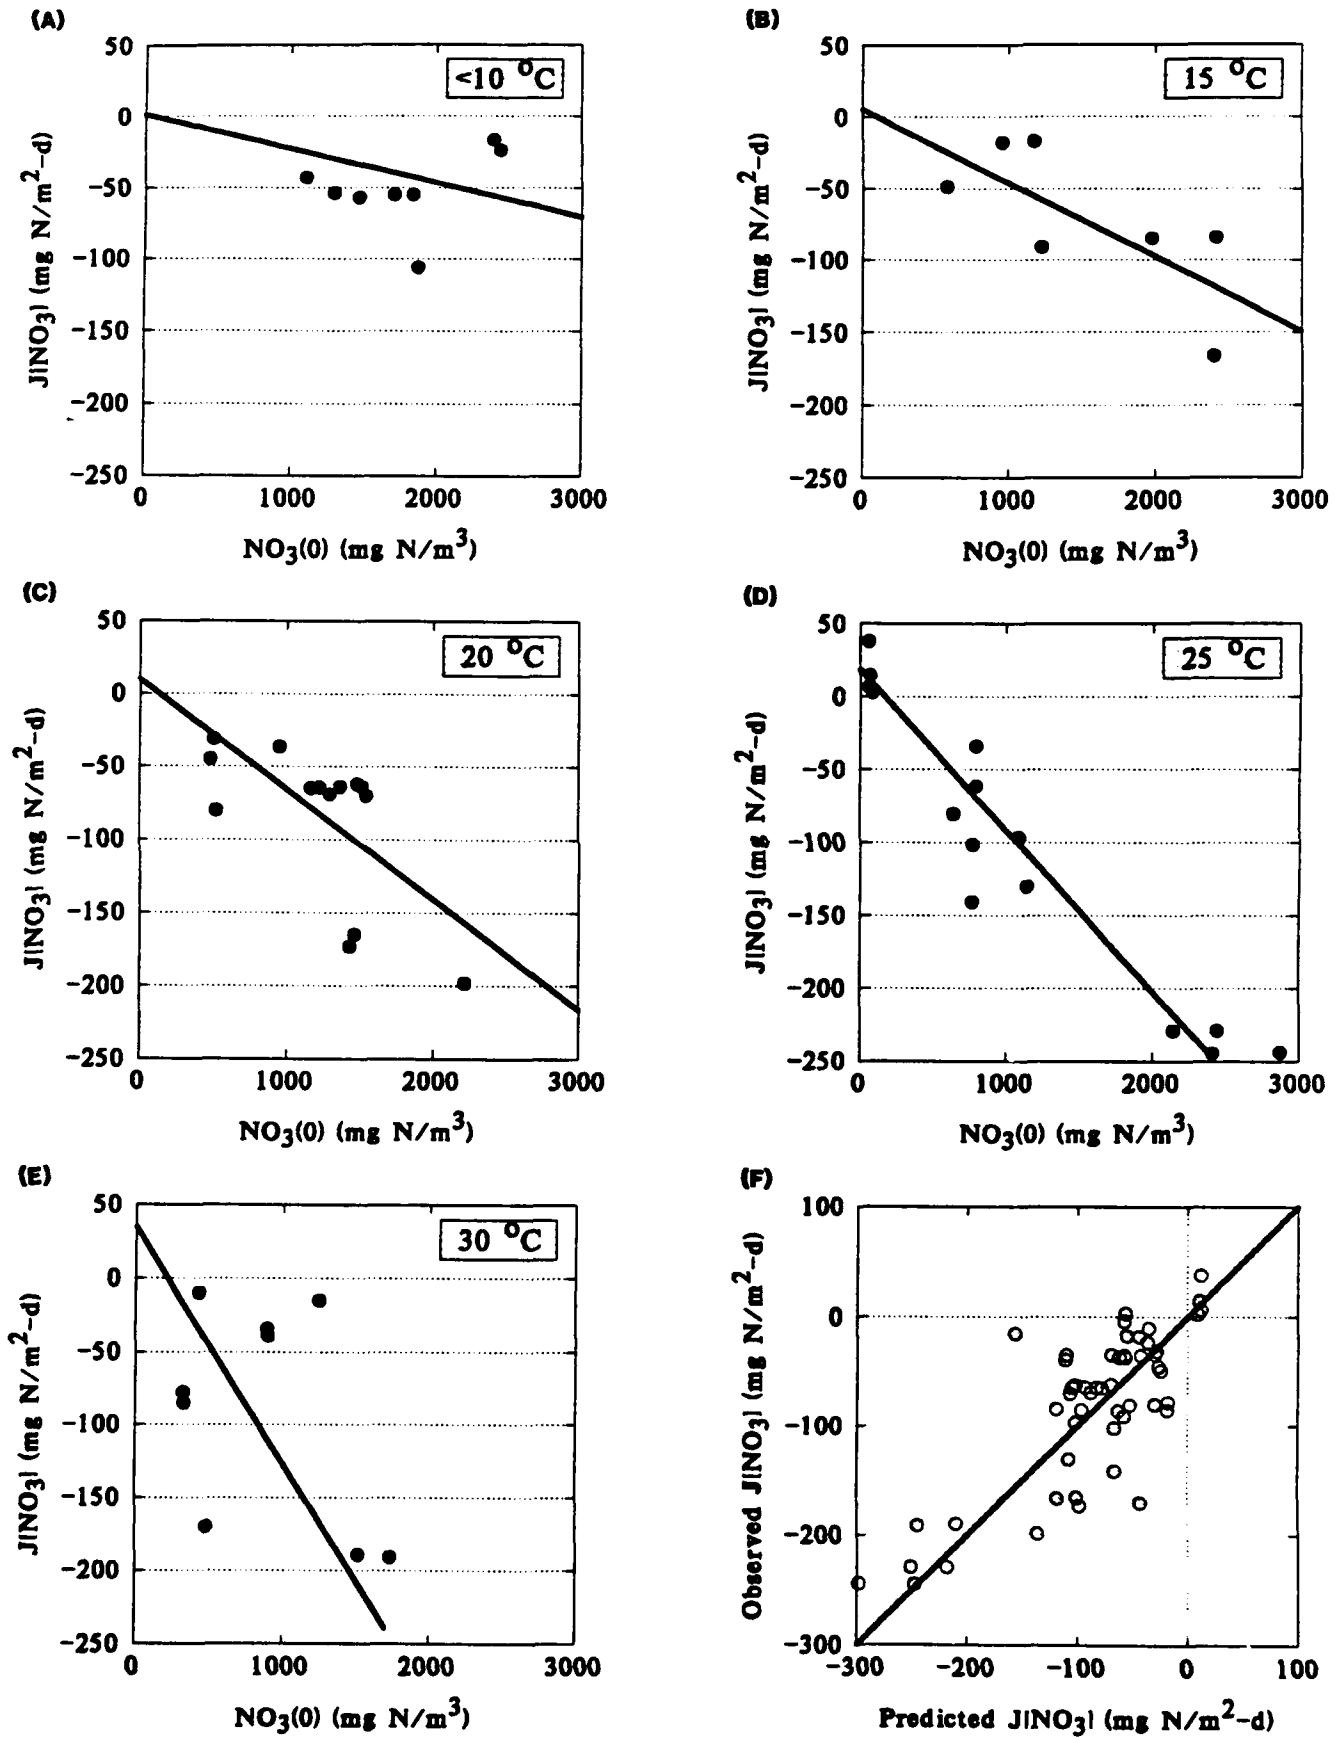 (A)
<10 °C
50
0
−50
−100
−150
−200
−250
J[NO3] (mg N/m2−d)
0 1000 2000 3000
NO3(0) (mg N/m3)
(B)
15 °C
50
0
−50
−100
−150
−200
−250
J[NO3] (mg N/m2−d)
0 1000 2000 3000
NO3(0) (mg N/m3)
(C)
20 °C
50
0
−50
−100
−150
−200
−250
J[NO3] (mg N/m2−d)
0 1000 2000 3000
NO3(0) (mg N/m3)
(D)
25 °C
50
0
−50
−100
−150
−200
−250
J[NO3] (mg N/m2−d)
0 1000 2000 3000
NO3(0) (mg N/m3)
(E)
30 °C
50
0
−50
−100
−150
−200
−250
J[NO3] (mg N/m2−d)
0 1000 2000 3000
NO3(0) (mg N/m3)
(F)
100
0
−100
−200
−300
Observed J[NO3] (mg N/m2−d)
−300 −200 −100 0 100
Predicted J[NO3] (mg N/m2−d)